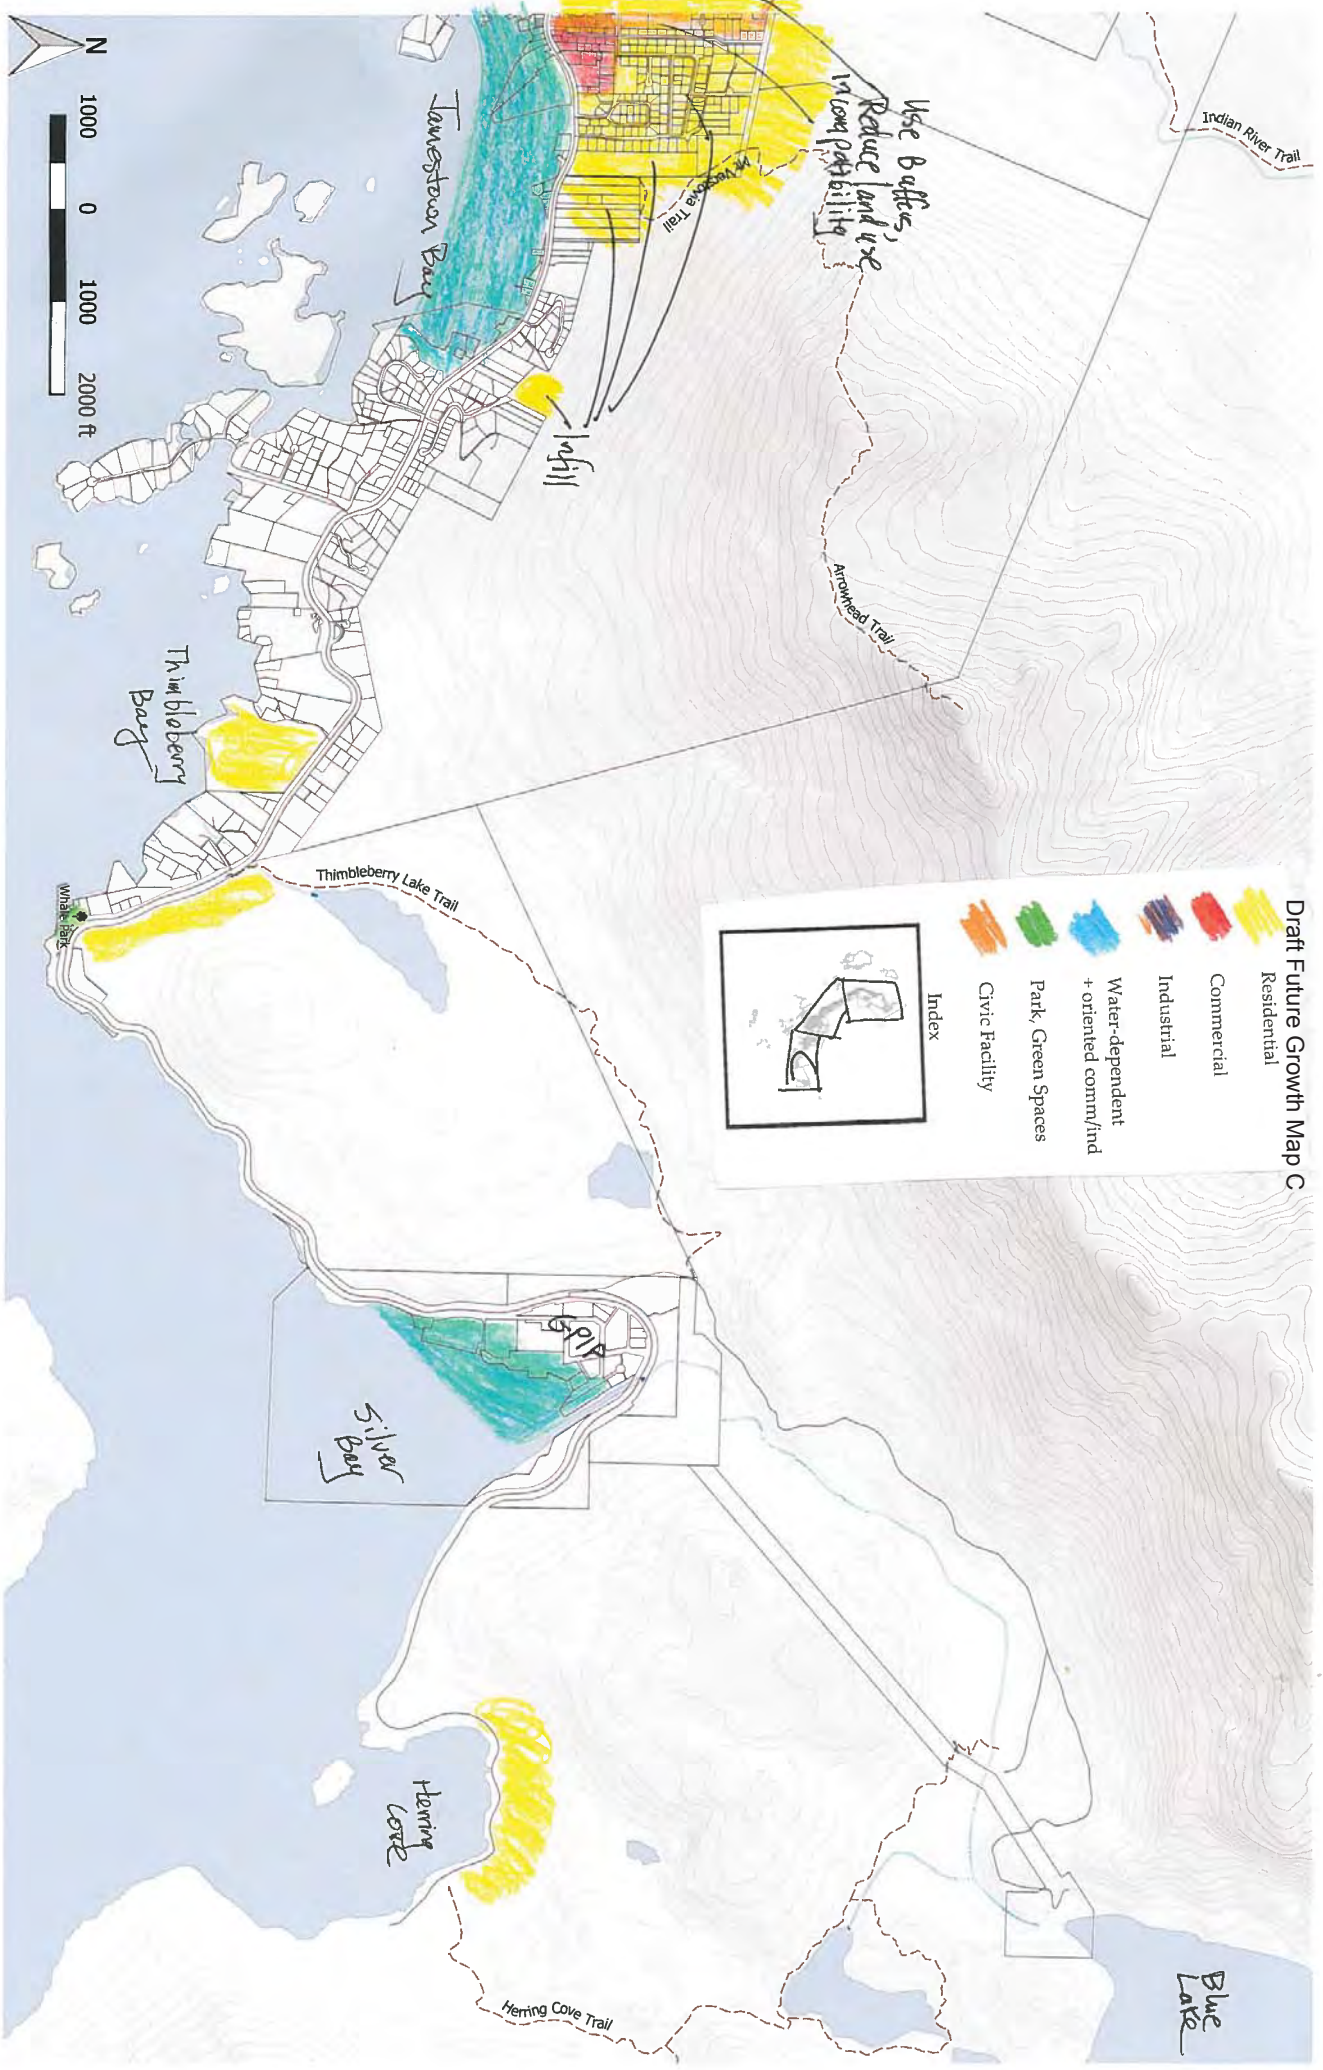 Draft Future Growth Map C
Residential
Commercial
Industrial
Water-dependent
+ oriented comm/ind
Park, Green Spaces
Civic Facility
Index
Indian River Trail
Use Buffers,
Reduce land use
incompatibility
Mt Verstovia Trail
Jamestown Bay
Infill
Arrowhead Trail
Thimbleberry
Bay
Thimbleberry Lake Trail
Whale Park
GPIP
Silver
Bay
Herring
Cove
Herring Cove Trail
Blue
Lake
N
1000 0 1000 2000 ft